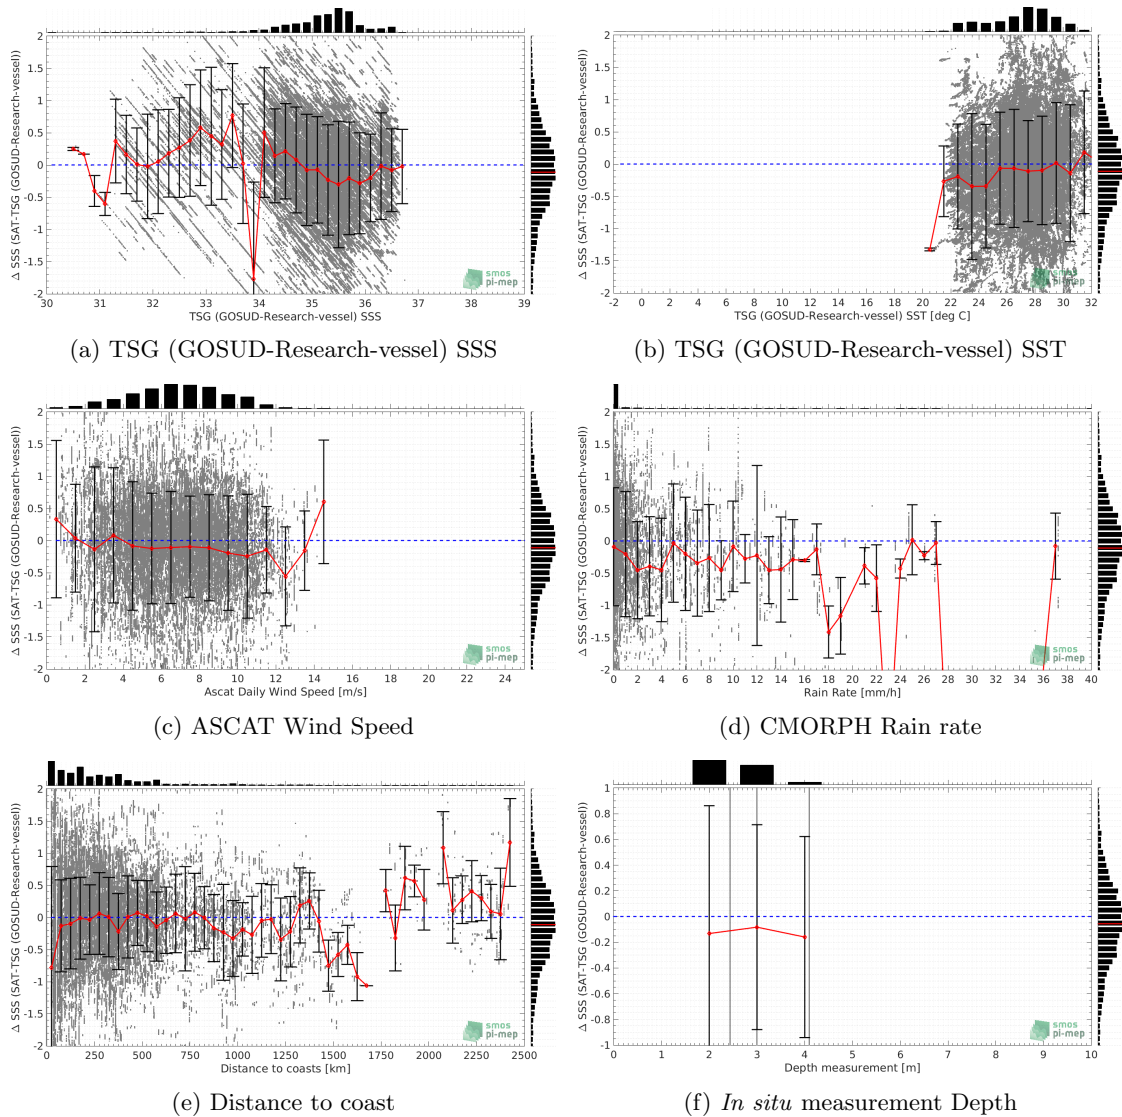 2
1.5
1
0.5
0
-0.5
-1
-1.5
-2
Δ SSS (SAT-TSG (GOSUD-Research-vessel))
30 31 32 33 34 35 36 37 38 39
TSG (GOSUD-Research-vessel) SSS
smos
pi-mep
(a) TSG (GOSUD-Research-vessel) SSS
2
1.5
1
0.5
0
-0.5
-1
-1.5
-2
Δ SSS (SAT-TSG (GOSUD-Research-vessel))
-2 0 2 4 6 8 10 12 14 16 18 20 22 24 26 28 30 32
TSG (GOSUD-Research-vessel) SST [deg C]
smos
pi-mep
(b) TSG (GOSUD-Research-vessel) SST
2
1.5
1
0.5
0
-0.5
-1
-1.5
-2
Δ SSS (SAT-TSG (GOSUD-Research-vessel))
0 2 4 6 8 10 12 14 16 18 20 22 24
Ascat Daily Wind Speed [m/s]
smos
pi-mep
(c) ASCAT Wind Speed
2
1.5
1
0.5
0
-0.5
-1
-1.5
-2
Δ SSS (SAT-TSG (GOSUD-Research-vessel))
0 2 4 6 8 10 12 14 16 18 20 22 24 26 28 30 32 34 36 38 40
Rain Rate [mm/h]
smos
pi-mep
(d) CMORPH Rain rate
2
1.5
1
0.5
0
-0.5
-1
-1.5
-2
Δ SSS (SAT-TSG (GOSUD-Research-vessel))
0 250 500 750 1000 1250 1500 1750 2000 2250 2500
Distance to coasts [km]
smos
pi-mep
(e) Distance to coast
1
0.8
0.6
0.4
0.2
0
-0.2
-0.4
-0.6
-0.8
-1
Δ SSS (SAT-TSG (GOSUD-Research-vessel))
0 1 2 3 4 5 6 7 8 9 10
Depth measurement [m]
smos
pi-mep
(f) In situ measurement Depth